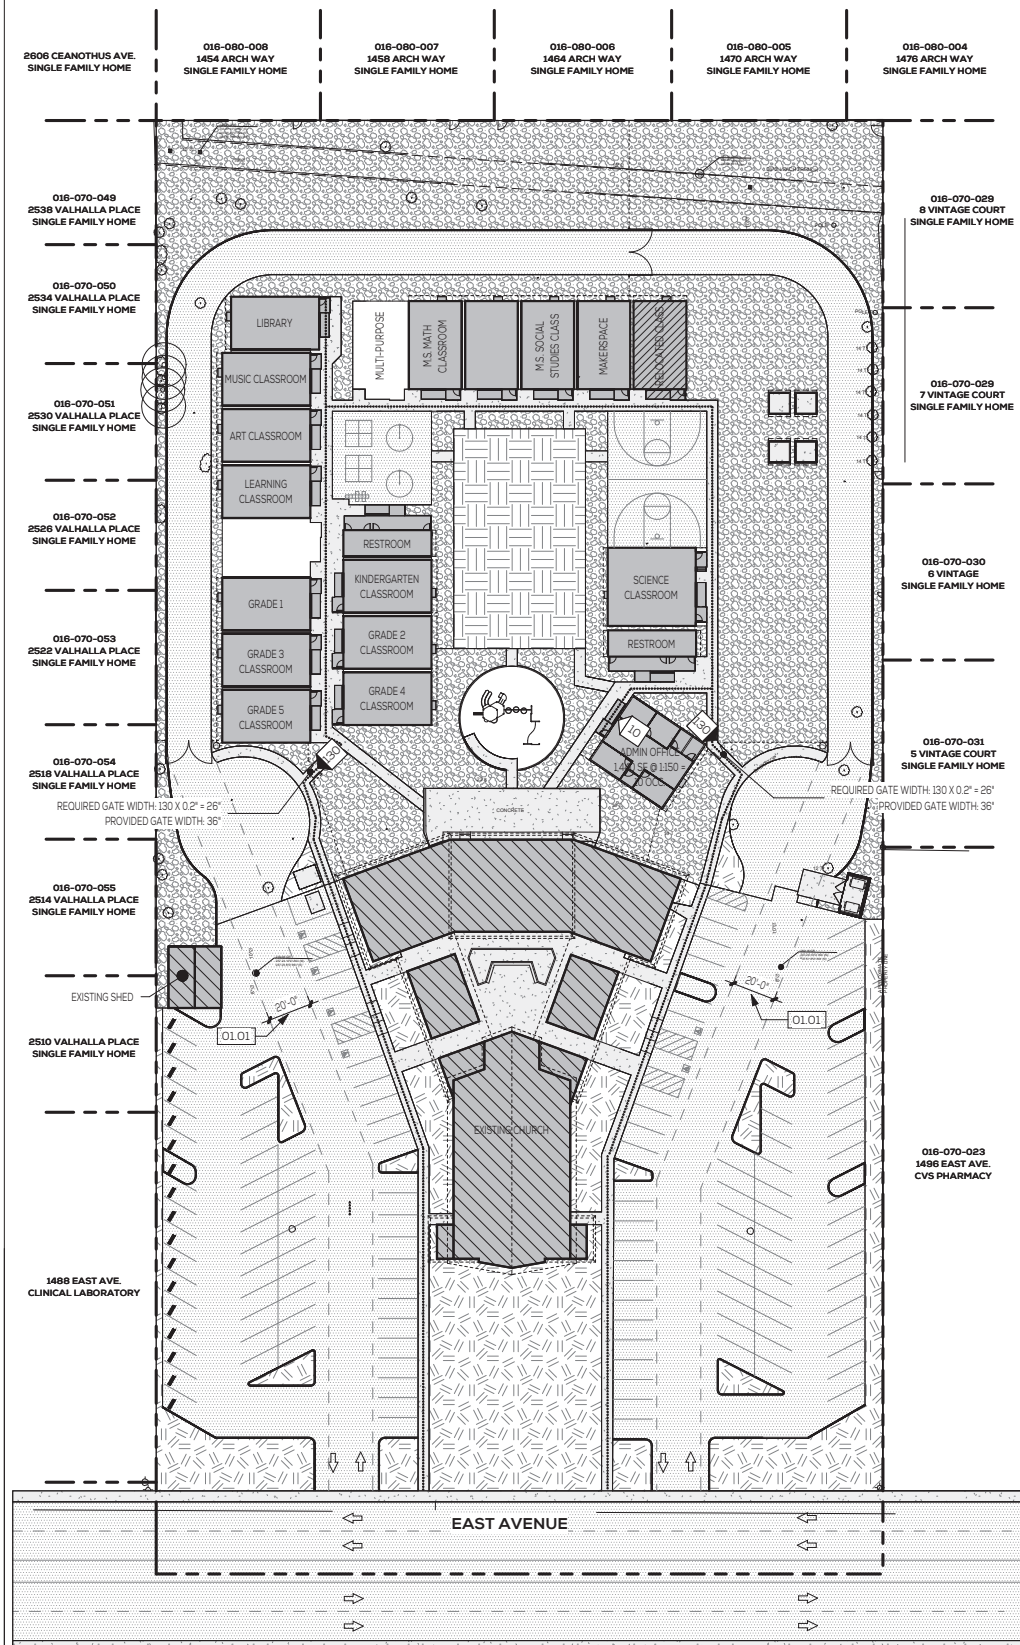 2606 CEANOTHUS AVE.
SINGLE FAMILY HOME
016-080-008
1454 ARCH WAY
SINGLE FAMILY HOME
016-080-007
1458 ARCH WAY
SINGLE FAMILY HOME
016-080-006
1464 ARCH WAY
SINGLE FAMILY HOME
016-080-005
1470 ARCH WAY
SINGLE FAMILY HOME
016-080-004
1476 ARCH WAY
SINGLE FAMILY HOME
016-070-049
2538 VALHALLA PLACE
SINGLE FAMILY HOME
016-070-029
8 VINTAGE COURT
SINGLE FAMILY HOME
016-070-050
2534 VALHALLA PLACE
SINGLE FAMILY HOME
LIBRARY
MULTI-PURPOSE
M.S. MATH
CLASSROOM
M.S. SOCIAL
STUDIES CLASS
MAKERSPACE
MUSIC CLASSROOM
016-070-051
2530 VALHALLA PLACE
SINGLE FAMILY HOME
016-070-029
7 VINTAGE COURT
SINGLE FAMILY HOME
ART CLASSROOM
LEARNING
CLASSROOM
016-070-052
2526 VALHALLA PLACE
SINGLE FAMILY HOME
RESTROOM
016-070-030
6 VINTAGE
SINGLE FAMILY HOME
KINDERGARTEN
CLASSROOM
SCIENCE
CLASSROOM
GRADE 1
016-070-053
2522 VALHALLA PLACE
SINGLE FAMILY HOME
GRADE 2
CLASSROOM
RESTROOM
GRADE 3
CLASSROOM
GRADE 4
CLASSROOM
GRADE 5
CLASSROOM
10
130
ADMIN OFFICE
016-070-054
2518 VALHALLA PLACE
SINGLE FAMILY HOME
016-070-031
5 VINTAGE COURT
SINGLE FAMILY HOME
REQUIRED GATE WIDTH: 130 X 0.2" = 26"
PROVIDED GATE WIDTH: 36"
REQUIRED GATE WIDTH: 130 X 0.2" = 26"
PROVIDED GATE WIDTH: 36"
CONCRETE
016-070-055
2514 VALHALLA PLACE
SINGLE FAMILY HOME
EXISTING SHED
20'-0"
20'-0"
01.01
01.01
2510 VALHALLA PLACE
SINGLE FAMILY HOME
EXISTING CHURCH
016-070-023
1496 EAST AVE.
CVS PHARMACY
1488 EAST AVE.
CLINICAL LABORATORY
EAST AVENUE